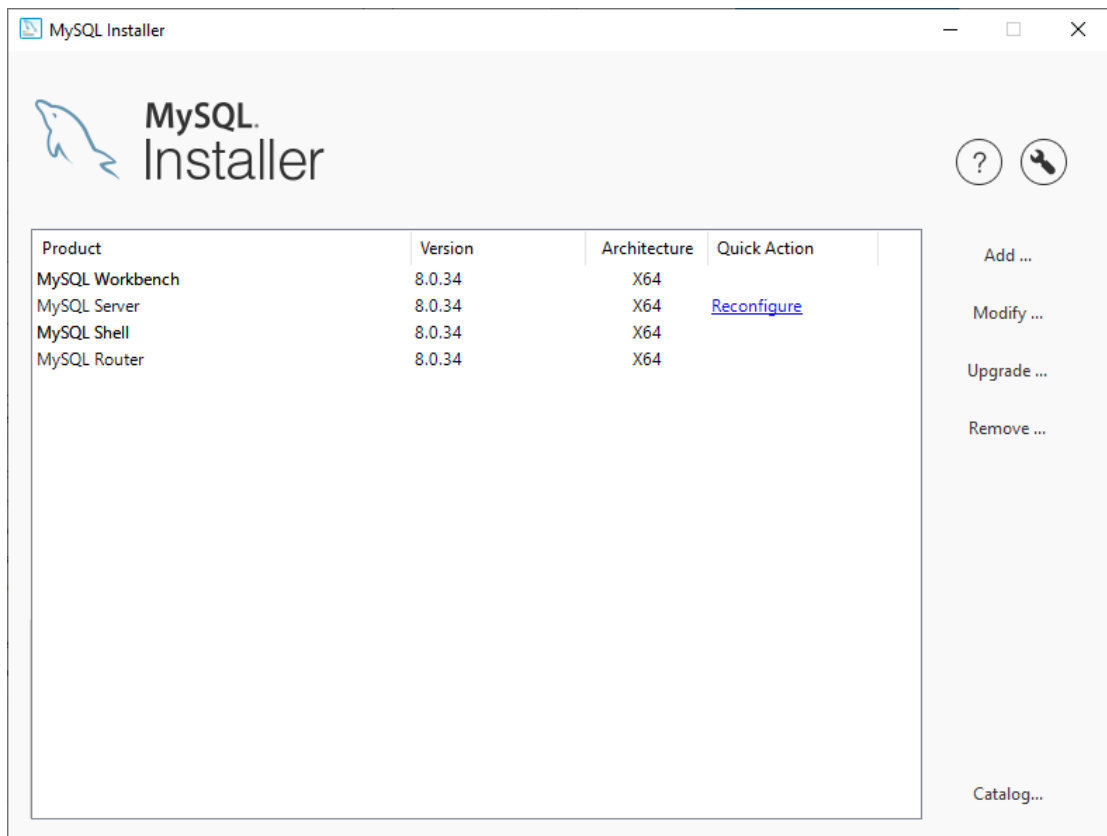 MySQL Installer
MySQL.
Installer
?
Product Version Architecture Quick Action
MySQL Workbench 8.0.34 X64
MySQL Server 8.0.34 X64 Reconfigure
MySQL Shell 8.0.34 X64
MySQL Router 8.0.34 X64
Add ...
Modify ...
Upgrade ...
Remove ...
Catalog...